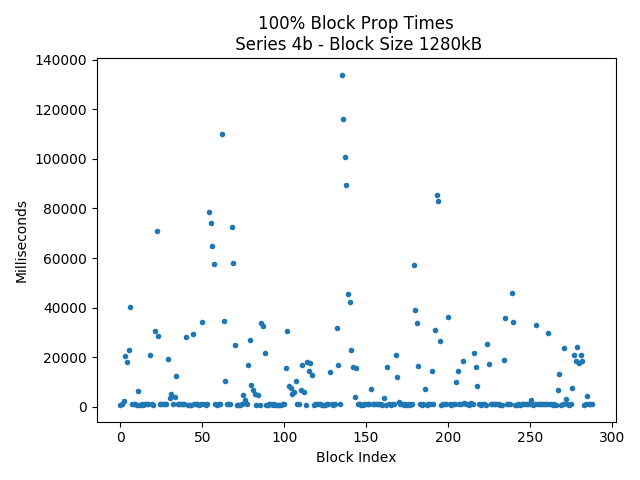 100% Block Prop Times
Series 4b - Block Size 1280kB
140000
120000
100000
80000
60000
40000
20000
0
Milliseconds
0 50 100 150 200 250 300
Block Index